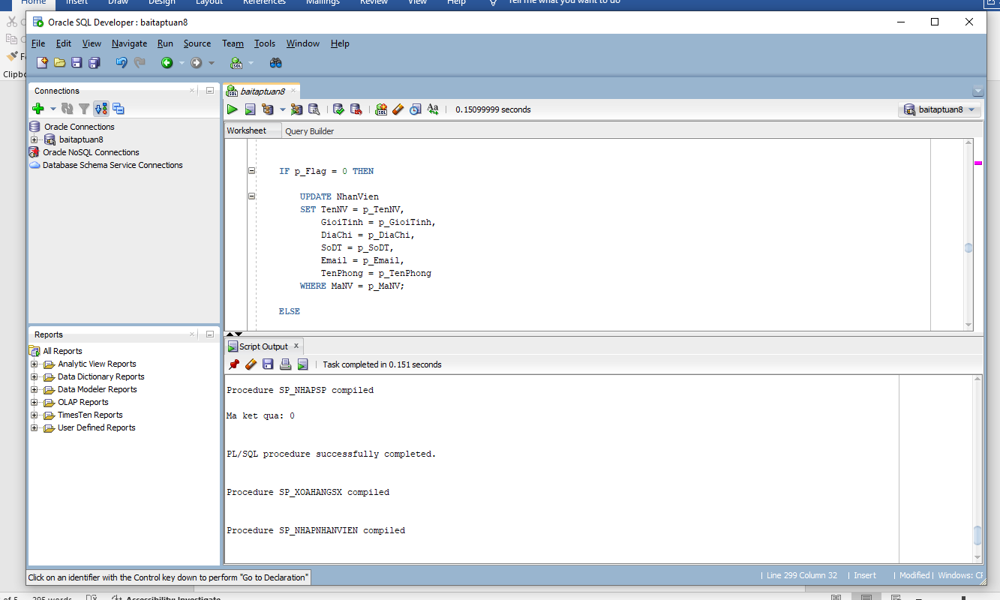 Home Insert Draw Design Layout References Mailings Review View Help Tell me what you want to do
Clipbo
Oracle SQL Developer : baitaptuan8
File Edit View Navigate Run Source Team Tools Window Help
Connections
Oracle Connections
baitaptuan8
Oracle NoSQL Connections
Database Schema Service Connections
Reports
All Reports
Analytic View Reports
Data Dictionary Reports
Data Modeler Reports
OLAP Reports
TimesTen Reports
User Defined Reports
baitaptuan8
0.15099999 seconds
baitaptuan8
Worksheet Query Builder
IF p_Flag = 0 THEN
UPDATE NhanVien
SET TenNV = p_TenNV,
GioiTinh = p_GioiTinh,
DiaChi = p_DiaChi,
SoDT = p_SoDT,
Email = p_Email,
TenPhong = p_TenPhong
WHERE MaNV = p_MaNV;
ELSE
Script Output x
Task completed in 0.151 seconds
Procedure SP_NHAPSP compiled
Ma ket qua: 0
PL/SQL procedure successfully completed.
Procedure SP_XOAHANGSX compiled
Procedure SP_NHAPNHANVIEN compiled
Click on an identifier with the Control key down to perform "Go to Declaration"
| Line 299 Column 32 | Insert | Modified | Windows: CR
of 5 295 words Accessibility: Investigate